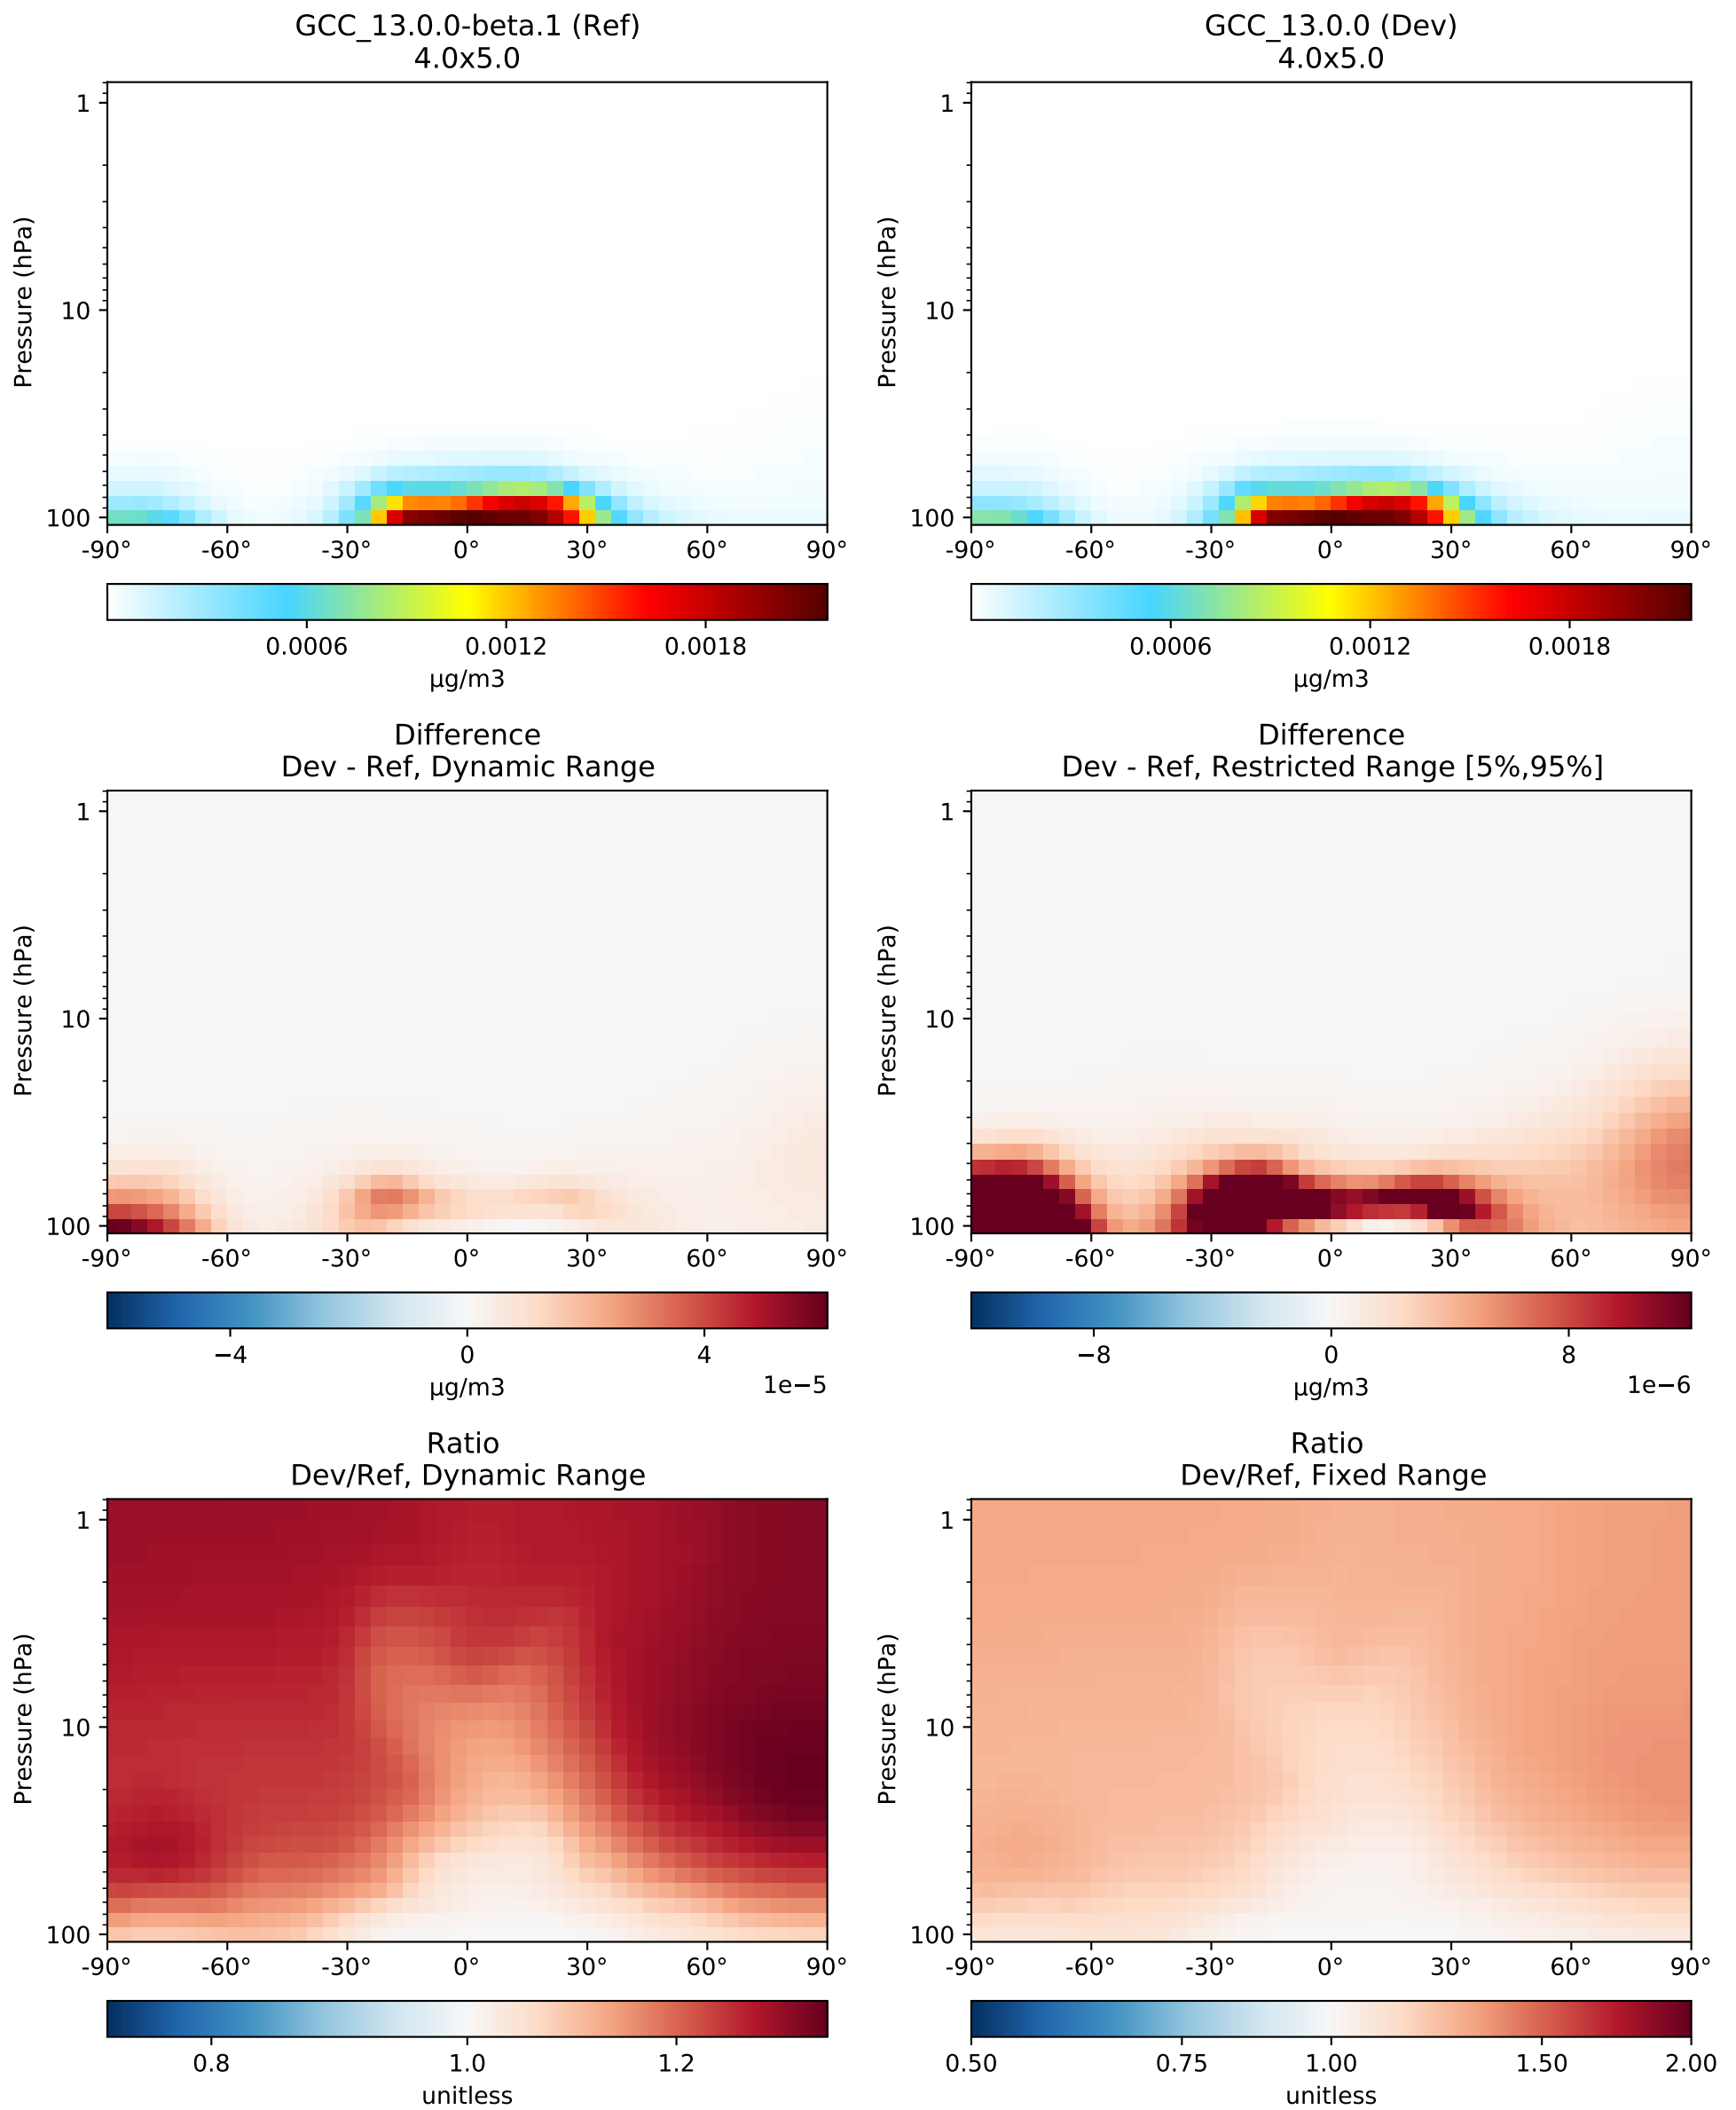 GCC_13.0.0-beta.1 (Ref)
4.0x5.0
Pressure (hPa)
1
10
100
-90° -60° -30° 0° 30° 60° 90°
0.0006 0.0012 0.0018
µg/m3
GCC_13.0.0 (Dev)
4.0x5.0
Pressure (hPa)
1
10
100
-90° -60° -30° 0° 30° 60° 90°
0.0006 0.0012 0.0018
µg/m3
Difference
Dev - Ref, Dynamic Range
Pressure (hPa)
1
10
100
-90° -60° -30° 0° 30° 60° 90°
−4 0 4
µg/m3 1e−5
Difference
Dev - Ref, Restricted Range [5%,95%]
Pressure (hPa)
1
10
100
-90° -60° -30° 0° 30° 60° 90°
−8 0 8
µg/m3 1e−6
Ratio
Dev/Ref, Dynamic Range
Pressure (hPa)
1
10
100
-90° -60° -30° 0° 30° 60° 90°
0.8 1.0 1.2
unitless
Ratio
Dev/Ref, Fixed Range
Pressure (hPa)
1
10
100
-90° -60° -30° 0° 30° 60° 90°
0.50 0.75 1.00 1.50 2.00
unitless